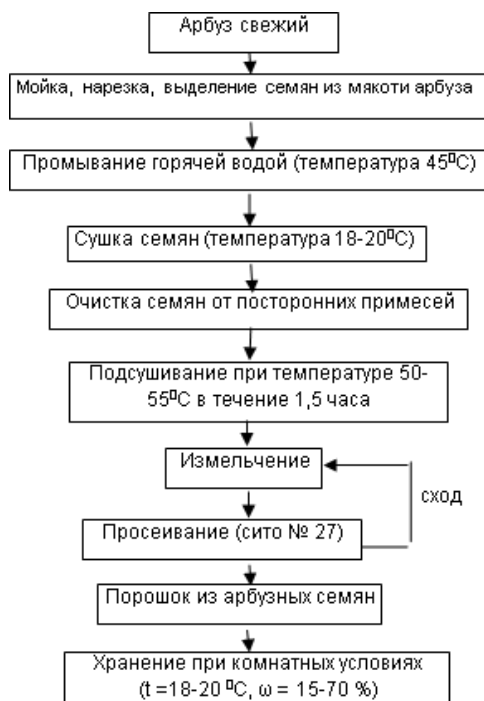 Арбуз свежий
Мойка, нарезка, выделение семян из мякоти арбуза
Промывание горячей водой (температура 45⁰С)
Сушка семян (температура 18-20⁰С)
Очистка семян от посторонних примесей
Подсушивание при температуре 50-
55⁰С в течение 1,5 часа
Измельчение
сход
Просеивание (сито № 27)
Порошок из арбузных семян
Хранение при комнатных условиях
(t =18-20 ⁰С, ω = 15-70 %)